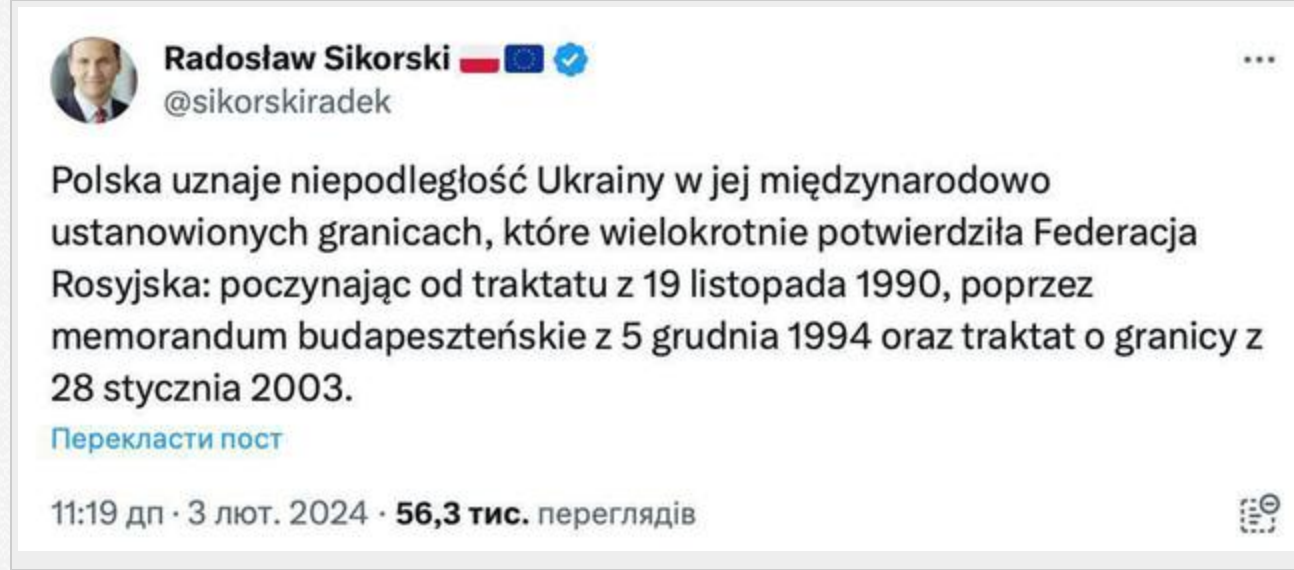 Radosław Sikorski
@sikorskiradek
Polska uznaje niepodległość Ukrainy w jej międzynarodowo
ustanowionych granicach, które wielokrotnie potwierdziła Federacja
Rosyjska: poczynając od traktatu z 19 listopada 1990, poprzez
memorandum budapeszteńskie z 5 grudnia 1994 oraz traktat o granicy z
28 stycznia 2003.
Перекласти пост
11:19 дп · 3 лют. 2024 · 56,3 тис. переглядів